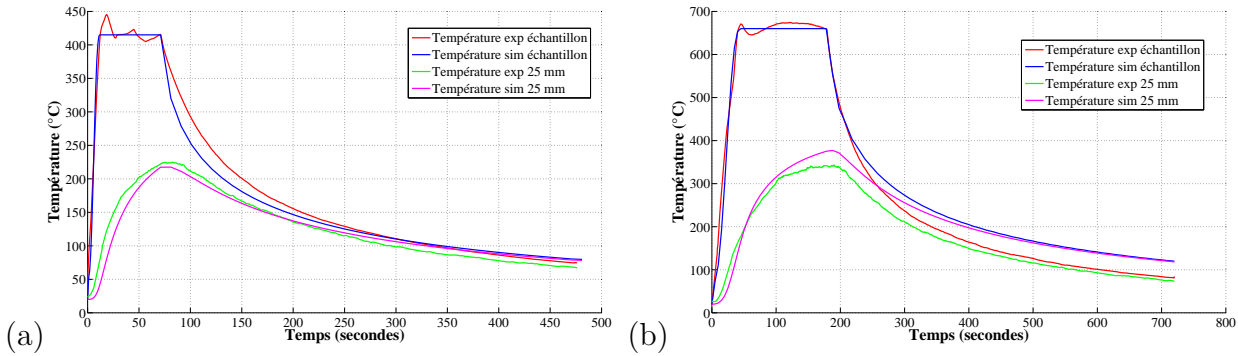 450
400
350
300
250
200
150
100
50
0
Température (°C)
0 50 100 150 200 250 300 350 400 450 500
Temps (secondes)
Température exp échantillon
Température sim échantillon
Température exp 25 mm
Température sim 25 mm
(a)
700
600
500
400
300
200
100
0
Température (°C)
0 100 200 300 400 500 600 700 800
Temps (secondes)
Température exp échantillon
Température sim échantillon
Température exp 25 mm
Température sim 25 mm
(b)